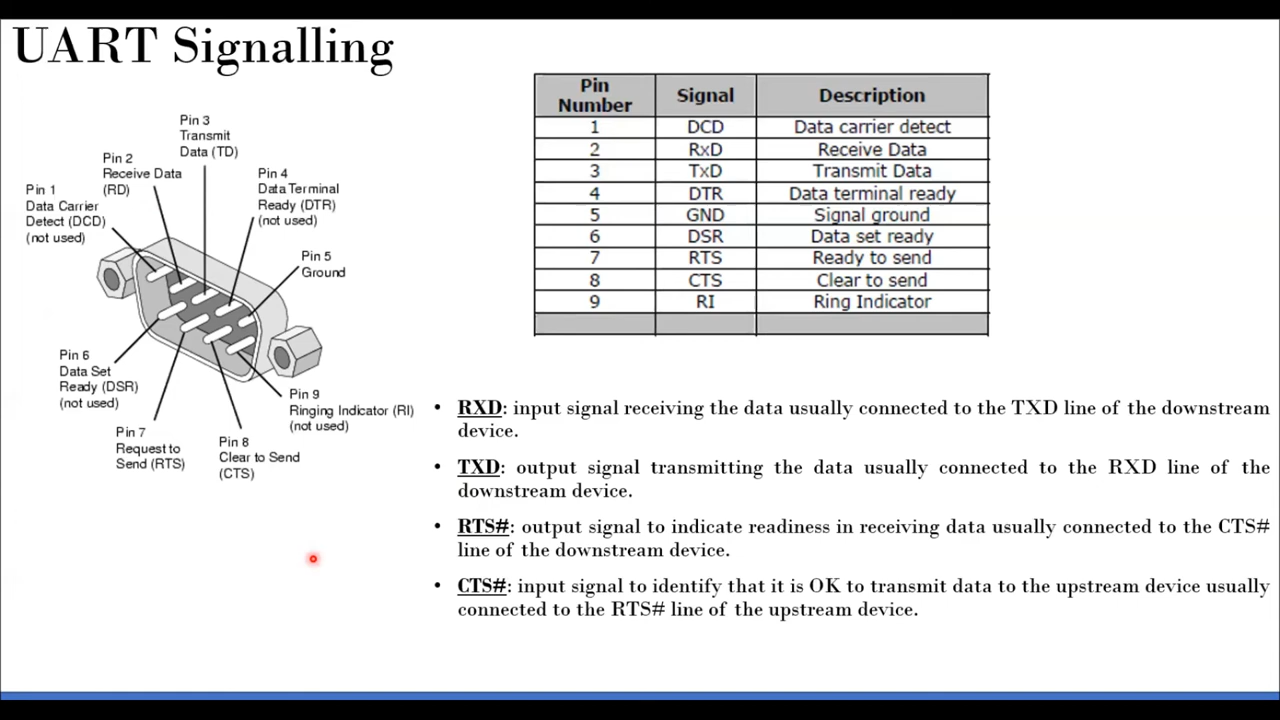 UART Signalling
Pin 3
Transmit
Data (TD)
Pin 2
Receive Data
(RD)
Pin 4
Data Terminal
Ready (DTR)
(not used)
Pin 1
Data Carrier
Detect (DCD)
(not used)
Pin 5
Ground
Pin 6
Data Set
Ready (DSR)
(not used)
Pin 9
Ringing Indicator (RI)
(not used)
Pin 7
Request to
Send (RTS)
Pin 8
Clear to Send
(CTS)
Pin Number Signal Description
1 DCD Data carrier detect
2 RxD Receive Data
3 TxD Transmit Data
4 DTR Data terminal ready
5 GND Signal ground
6 DSR Data set ready
7 RTS Ready to send
8 CTS Clear to send
9 RI Ring Indicator
• RXD: input signal receiving the data usually connected to the TXD line of the downstream
device.
• TXD: output signal transmitting the data usually connected to the RXD line of the
downstream device.
• RTS#: output signal to indicate readiness in receiving data usually connected to the CTS#
line of the downstream device.
• CTS#: input signal to identify that it is OK to transmit data to the upstream device usually
connected to the RTS# line of the upstream device.